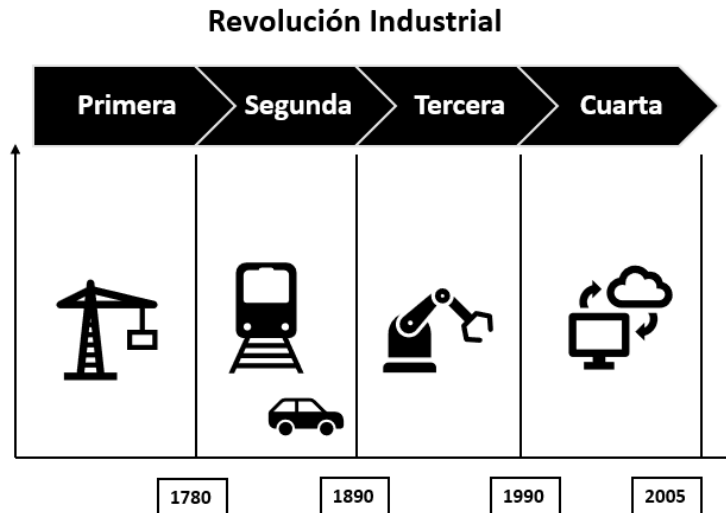 Revolución Industrial
Primera Segunda Tercera Cuarta
1780 1890 1990 2005